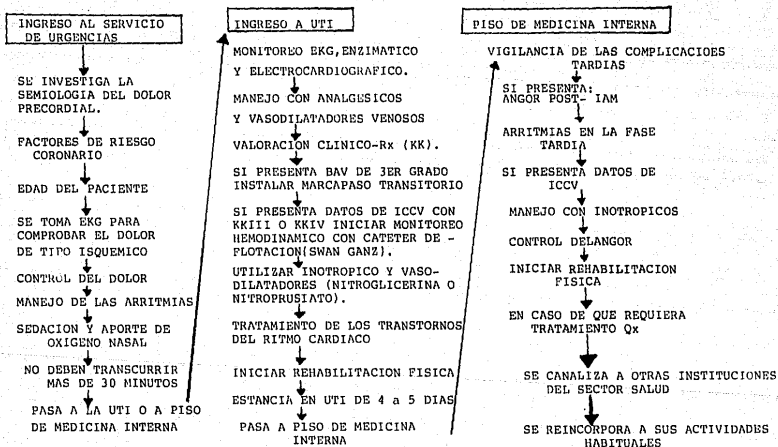 INGRESO AL SERVICIO
DE URGENCIAS
SE INVESTIGA LA
SEMIOLOGIA DEL DOLOR
PRECORDIAL.
FACTORES DE RIESGO
CORONARIO
EDAD DEL PACIENTE
SE TOMA EKG PARA
COMPROBAR EL DOLOR
DE TIPO ISQUEMICO
CONTROL DEL DOLOR
MANEJO DE LAS ARRITMIAS
SEDACION Y APORTE DE
OXIGENO NASAL
NO DEBEN TRANSCURRIR
MAS DE 30 MINUTOS
PASA A LA UTI O A PISO
DE MEDICINA INTERNA
INGRESO A UTI
MONITOREO EKG, ENZIMATICO
Y ELECTROCARDIOGRAFICO.
MANEJO CON ANALGESICOS
Y VASODILATADORES VENOSOS
VALORACION CLINICO-Rx (KK).
SI PRESENTA BAV DE 3ER GRADO
INSTALAR MARCAPASO TRANSITORIO
SI PRESENTA DATOS DE ICCV CON
KKIII O KKIV INICIAR MONITOREO
HEMODINAMICO CON CATETER DE -
FLOTACION(SWAN GANZ).
UTILIZAR INOTROPICO Y VASO-
DILATADORES (NITROGLICERINA O
NITROPRUSIATO).
TRATAMIENTO DE LOS TRANSTORNOS
DEL RITMO CARDIACO
INICIAR REHABILITACION FISICA
ESTANCIA EN UTI DE 4 a 5 DIAS
PASA A PISO DE MEDICINA
INTERNA
PISO DE MEDICINA INTERNA
VIGILANCIA DE LAS COMPLICACIOES
TARDIAS
SI PRESENTA:
ANGOR POST- IAM
ARRITMIAS EN LA FASE
TARDIA
SI PRESENTA DATOS DE
ICCV
MANEJO CON INOTROPICOS
CONTROL DELANGOR
INICIAR REHABILITACION
FISICA
EN CASO DE QUE REQUIERA
TRATAMIENTO Qx
SE CANALIZA A OTRAS INSTITUCIONES
DEL SECTOR SALUD
SE REINCORPORA A SUS ACTIVIDADES
HABITUALES